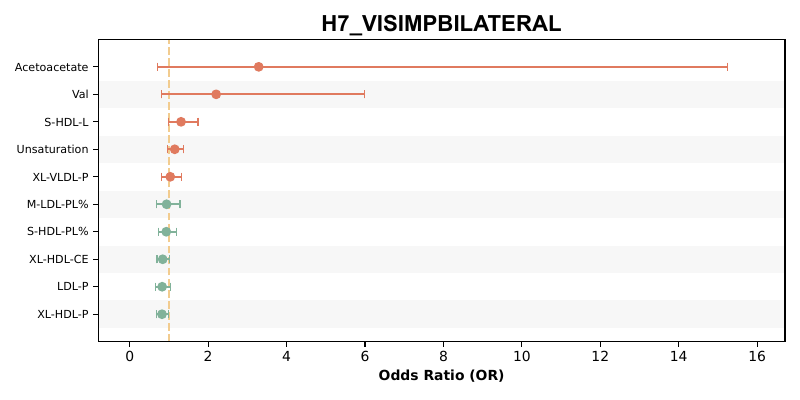 H7_VISIMPBILATERAL
Acetoacetate
Val
S-HDL-L
Unsaturation
XL-VLDL-P
M-LDL-PL%
S-HDL-PL%
XL-HDL-CE
LDL-P
XL-HDL-P
0 2 4 6 8 10 12 14 16
Odds Ratio (OR)